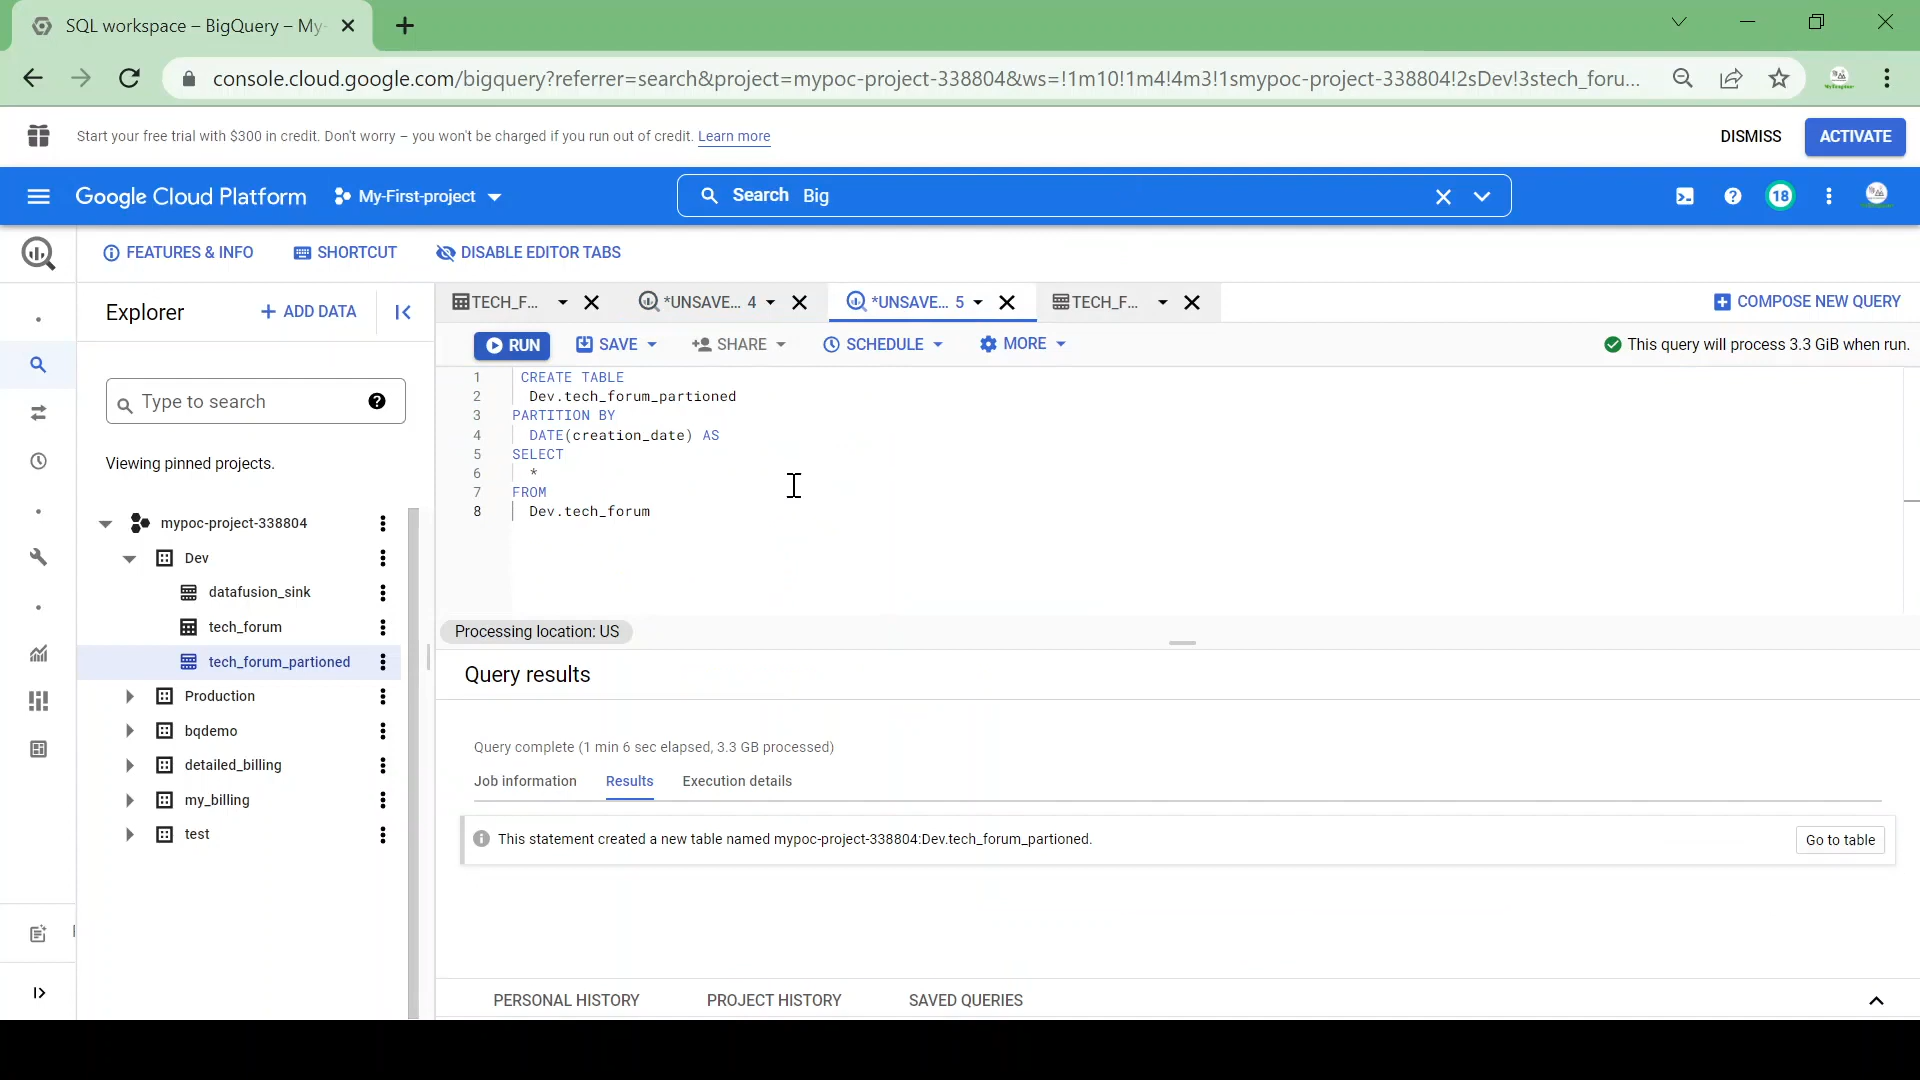 SQL workspace – BigQuery – My-
console.cloud.google.com/bigquery?referrer=search&project=mypoc-project-338804&ws=!1m10!1m4!4m3!1smypoc-project-338804!2sDev!3stech_foru...
Start your free trial with $300 in credit. Don't worry – you won't be charged if you run out of credit. Learn more
DISMISS
ACTIVATE
Google Cloud Platform
My-First-project
Search Big
18
FEATURES & INFO
SHORTCUT
DISABLE EDITOR TABS
Explorer
+ ADD DATA
TECH_F...
*UNSAVE... 4
*UNSAVE... 5
TECH_F...
COMPOSE NEW QUERY
RUN
SAVE
SHARE
SCHEDULE
MORE
This query will process 3.3 GiB when run.
Type to search
Viewing pinned projects.
mypoc-project-338804
Dev
datafusion_sink
tech_forum
tech_forum_partioned
Production
bqdemo
detailed_billing
my_billing
test
1 CREATE TABLE
2 Dev.tech_forum_partioned
3 PARTITION BY
4 DATE(creation_date) AS
5 SELECT
6 *
7 FROM
8 Dev.tech_forum
Processing location: US
Query results
Query complete (1 min 6 sec elapsed, 3.3 GB processed)
Job information
Results
Execution details
This statement created a new table named mypoc-project-338804:Dev.tech_forum_partioned.
Go to table
PERSONAL HISTORY
PROJECT HISTORY
SAVED QUERIES